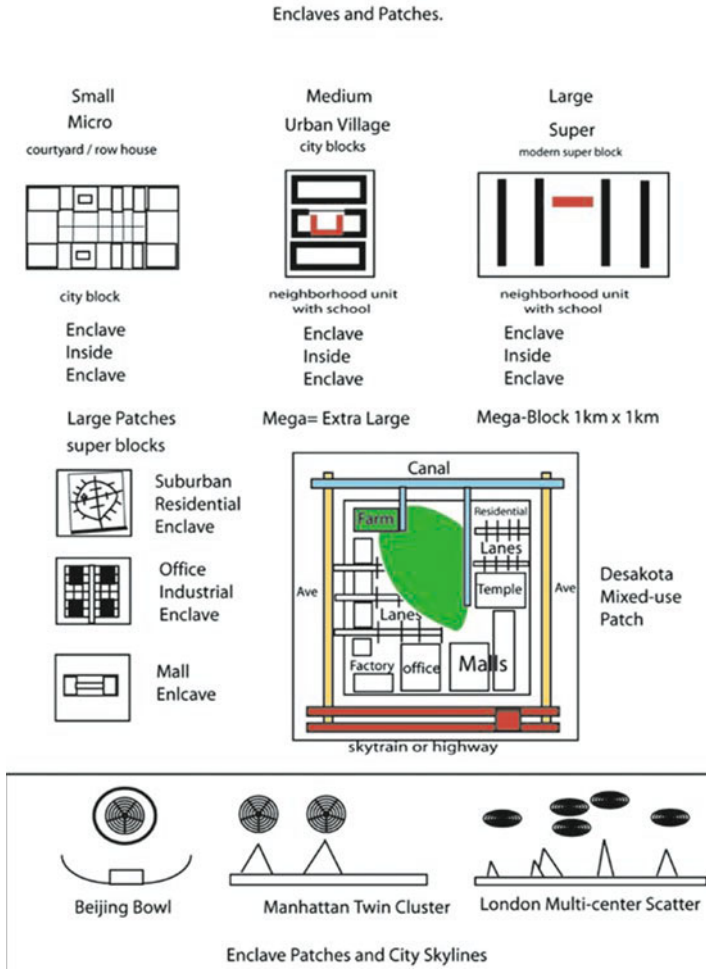 Enclaves and Patches.
Small
Micro
courtyard / row house
city block
Enclave
Inside
Enclave
Medium
Urban Village
city blocks
neighborhood unit
with school
Enclave
Inside
Enclave
Large
Super
modern super block
neighborhood unit
with school
Enclave
Inside
Enclave
Large Patches
super blocks
Suburban
Residential
Enclave
Office
Industrial
Enclave
Mall
Enlcave
Mega= Extra Large
Mega-Block 1km x 1km
Canal
Farm
Residential
Lanes
Temple
Ave
Ave
Lanes
Factory
office
Malls
skytrain or highway
Desakota
Mixed-use
Patch
Beijing Bowl
Manhattan Twin Cluster
London Multi-center Scatter
Enclave Patches and City Skylines